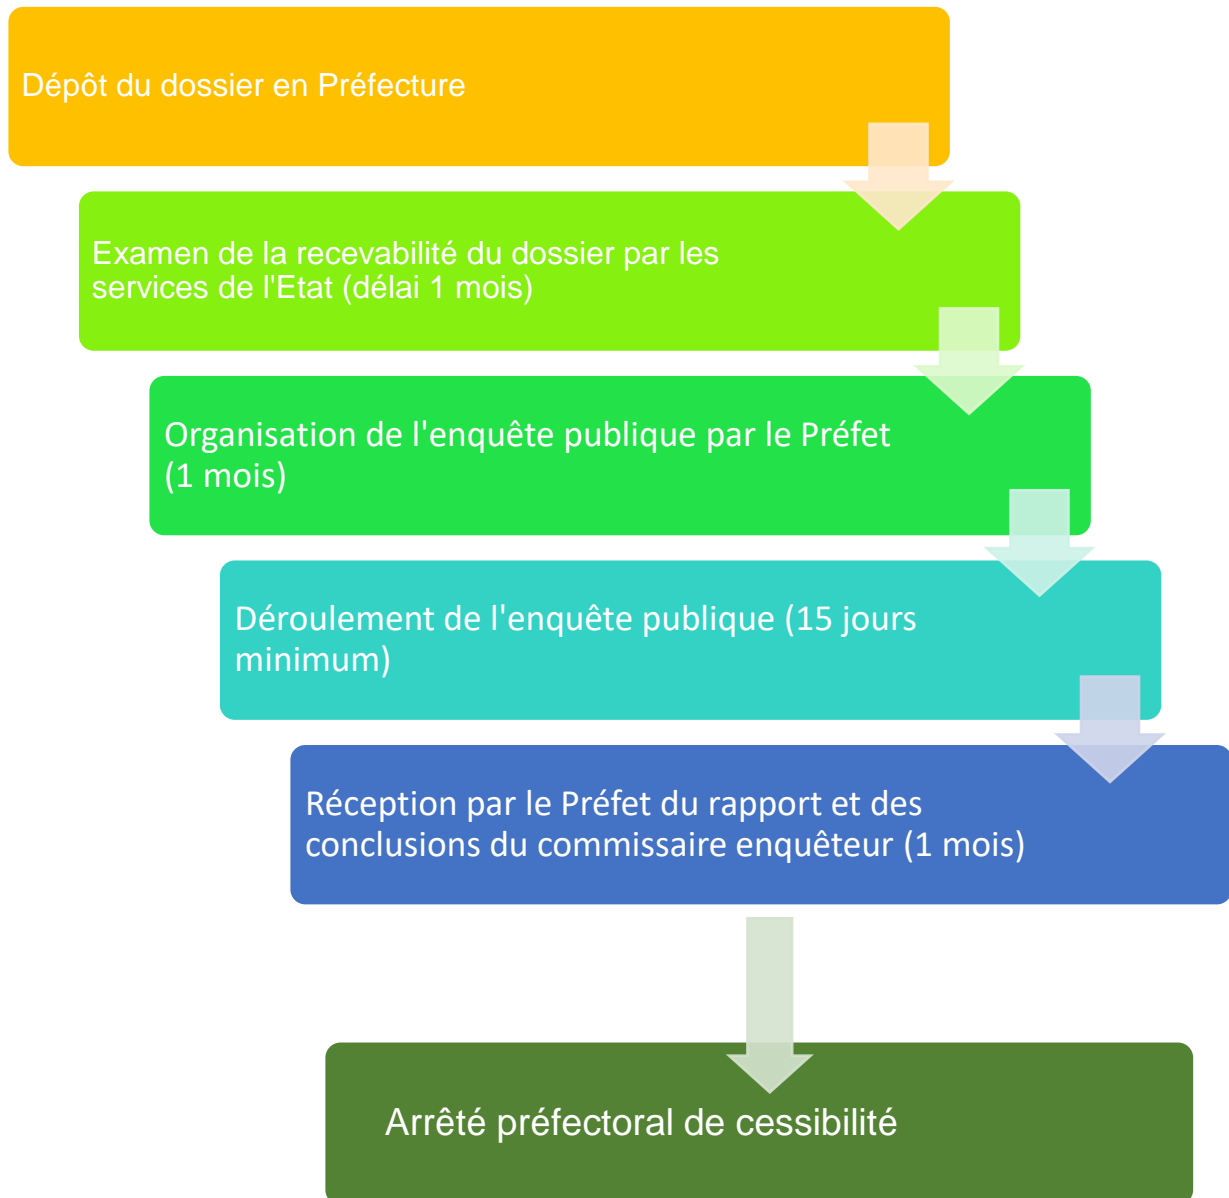 Dépôt du dossier en Préfecture
Examen de la recevabilité du dossier par les
services de l'Etat (délai 1 mois)
Organisation de l'enquête publique par le Préfet
(1 mois)
Déroulement de l'enquête publique (15 jours
minimum)
Réception par le Préfet du rapport et des
conclusions du commissaire enquêteur (1 mois)
Arrêté préfectoral de cessibilité